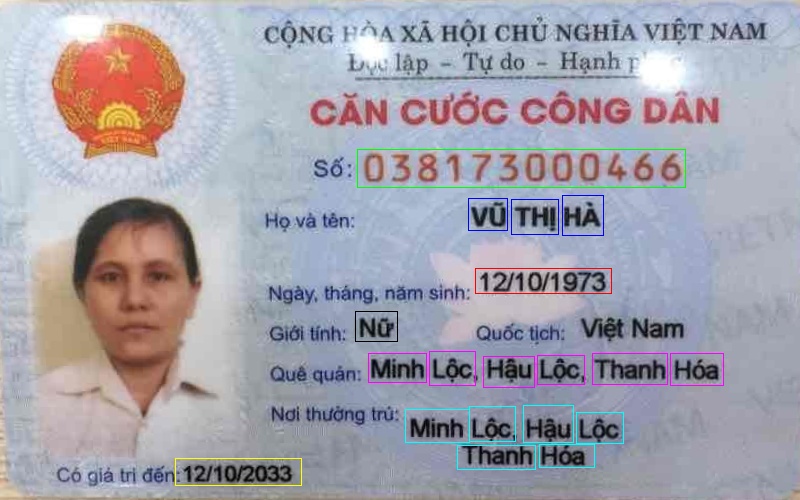 CỘNG HÒA XÃ HỘI CHỦ NGHĨA VIỆT NAM
Độc lập - Tự do - Hạnh phúc
CĂN CƯỚC CÔNG DÂN
Số: 038173000466
Họ và tên: VŨ THỊ HÀ
Ngày, tháng, năm sinh: 12/10/1973
Giới tính: Nữ Quốc tịch: Việt Nam
Quê quán: Minh Lộc, Hậu Lộc, Thanh Hóa
Nơi thường trú: Minh Lộc, Hậu Lộc
Thanh Hóa
Có giá trị đến: 12/10/2033